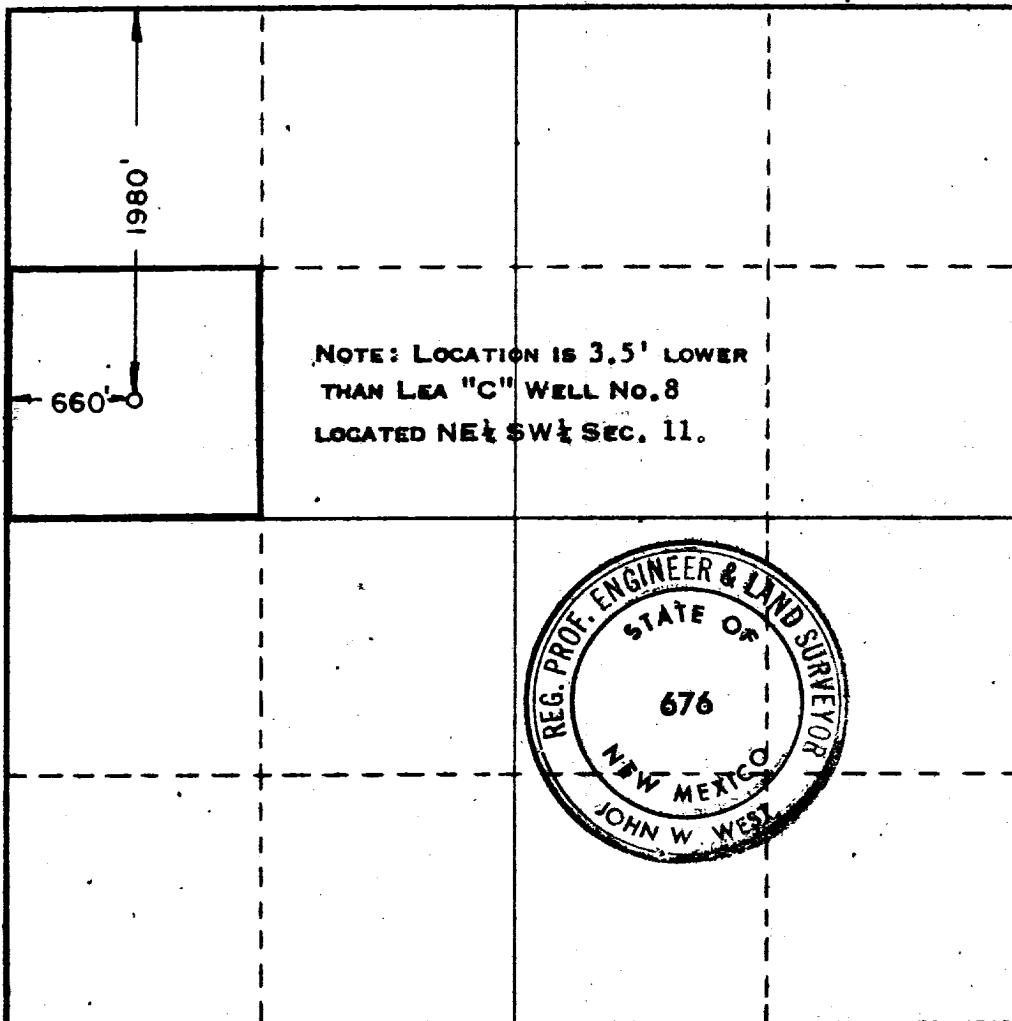 1980'
660'
NOTE: LOCATION IS 3.5' LOWER
THAN LEA "C" WELL NO.8
LOCATED NE¼ SW¼ SEC. 11.
REG. PROF. ENGINEER & LAND SURVEYOR
STATE OF
676
NEW MEXICO
JOHN W. WEST